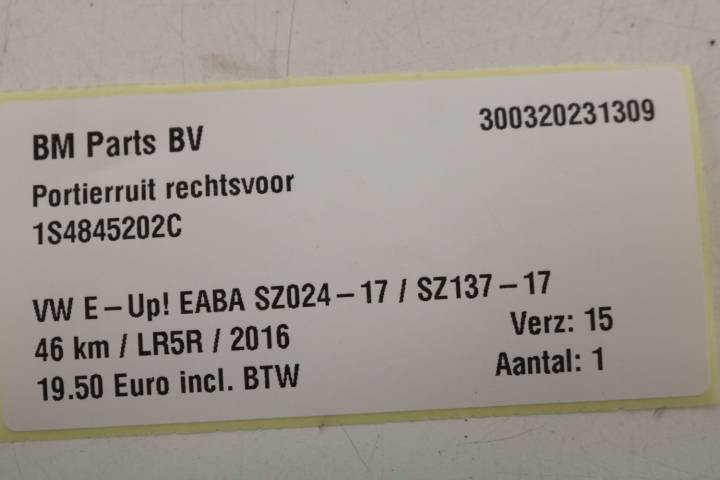 BM Parts BV
300320231309
Portierruit rechtsvoor
1S4845202C
VW E-Up! EABA SZ024-17 / SZ137-17
46 km / LR5R / 2016
Verz: 15
19.50 Euro incl. BTW
Aantal: 1